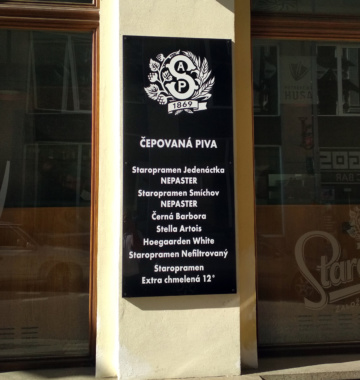 A
S
P
1869
ČEPOVANÁ PIVA
Staropramen Jedenáctka
NEPASTER
Staropramen Smíchov
NEPASTER
Černá Barbora
Stella Artois
Hoegaarden White
Staropramen Nefiltrovaný
Staropramen
Extra chmelená 12°
Staro